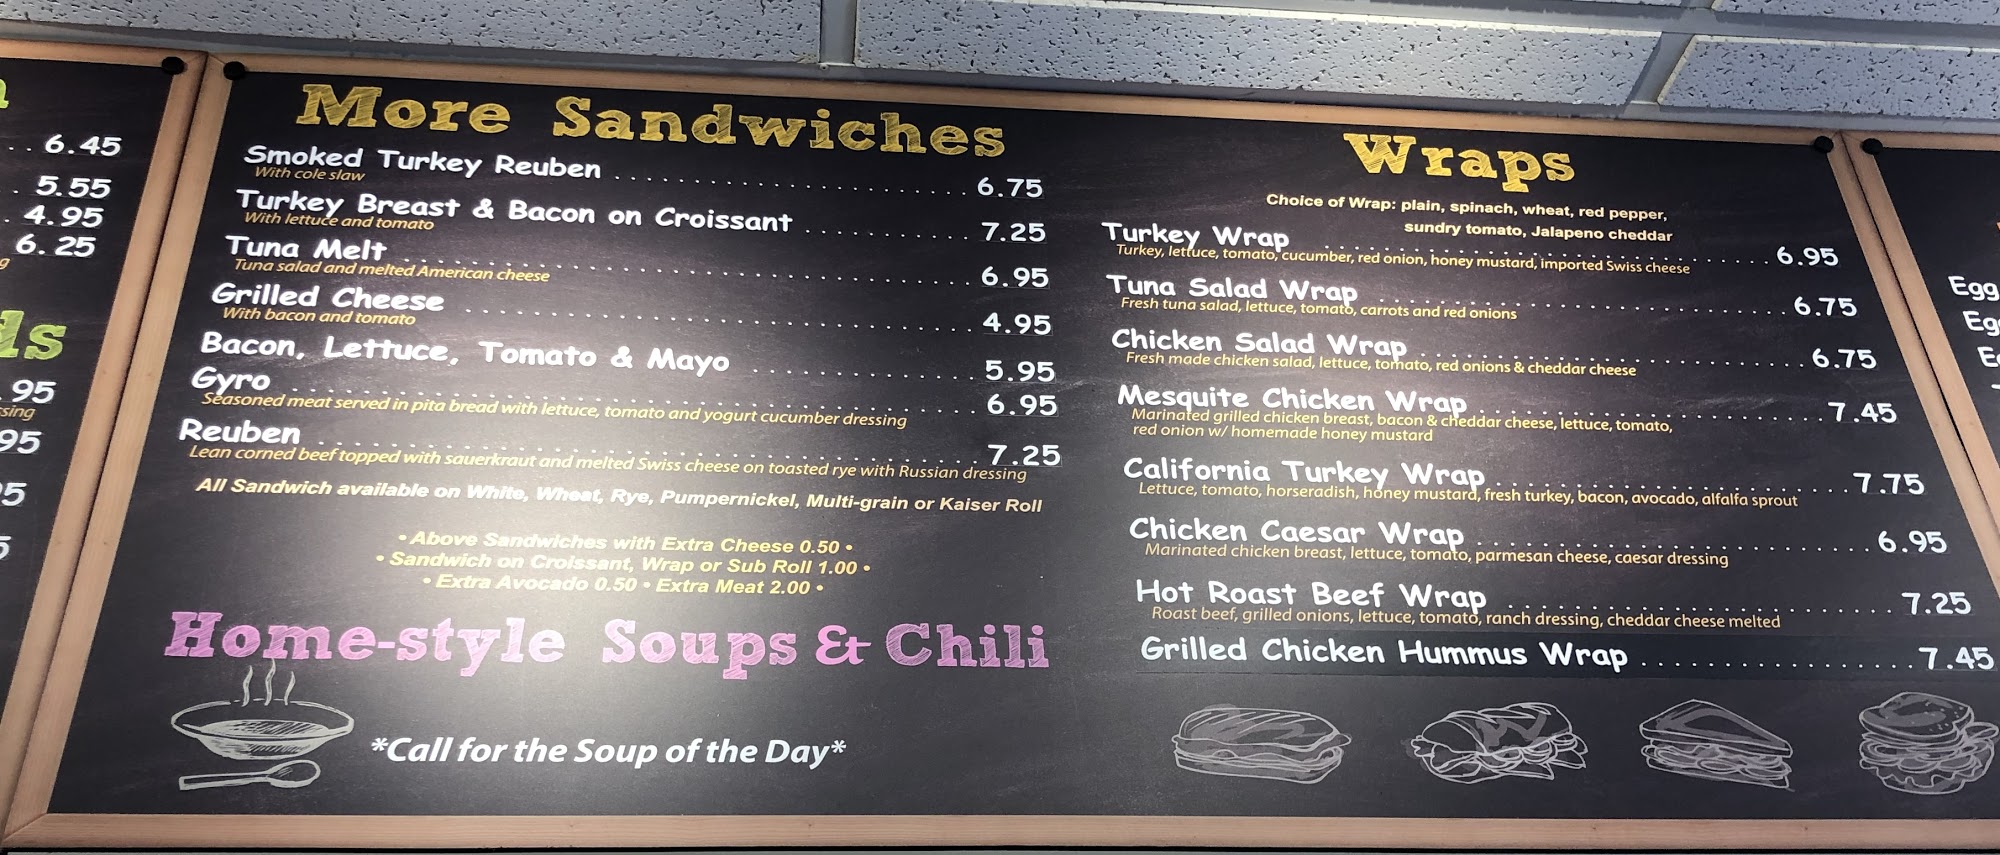 6.45
5.55
4.95
6.25
ds
.95
95
More Sandwiches
Smoked Turkey Reuben 6.75
With cole slaw
Turkey Breast & Bacon on Croissant 7.25
With lettuce and tomato
Tuna Melt 6.95
Tuna salad and melted American cheese
Grilled Cheese 4.95
With bacon and tomato
Bacon, Lettuce, Tomato & Mayo 5.95
Gyro 6.95
Seasoned meat served in pita bread with lettuce, tomato and yogurt cucumber dressing
Reuben 7.25
Lean corned beef topped with sauerkraut and melted Swiss cheese on toasted rye with Russian dressing
All Sandwich available on White, Wheat, Rye, Pumpernickel, Multi-grain or Kaiser Roll
• Above Sandwiches with Extra Cheese 0.50 •
• Sandwich on Croissant, Wrap or Sub Roll 1.00 •
• Extra Avocado 0.50 • Extra Meat 2.00 •
Home-style Soups & Chili
*Call for the Soup of the Day*
Wraps
Choice of Wrap: plain, spinach, wheat, red pepper,
sundry tomato, Jalapeno cheddar
Turkey Wrap 6.95
Turkey, lettuce, tomato, cucumber, red onion, honey mustard, imported Swiss cheese
Tuna Salad Wrap 6.75
Fresh tuna salad, lettuce, tomato, carrots and red onions
Chicken Salad Wrap 6.75
Fresh made chicken salad, lettuce, tomato, red onions & cheddar cheese
Mesquite Chicken Wrap 7.45
Marinated grilled chicken breast, bacon & cheddar cheese, lettuce, tomato,
red onion w/ homemade honey mustard
California Turkey Wrap 7.75
Lettuce, tomato, horseradish, honey mustard, fresh turkey, bacon, avocado, alfalfa sprout
Chicken Caesar Wrap 6.95
Marinated chicken breast, lettuce, tomato, parmesan cheese, caesar dressing
Hot Roast Beef Wrap 7.25
Roast beef, grilled onions, lettuce, tomato, ranch dressing, cheddar cheese melted
Grilled Chicken Hummus Wrap 7.45
Egg